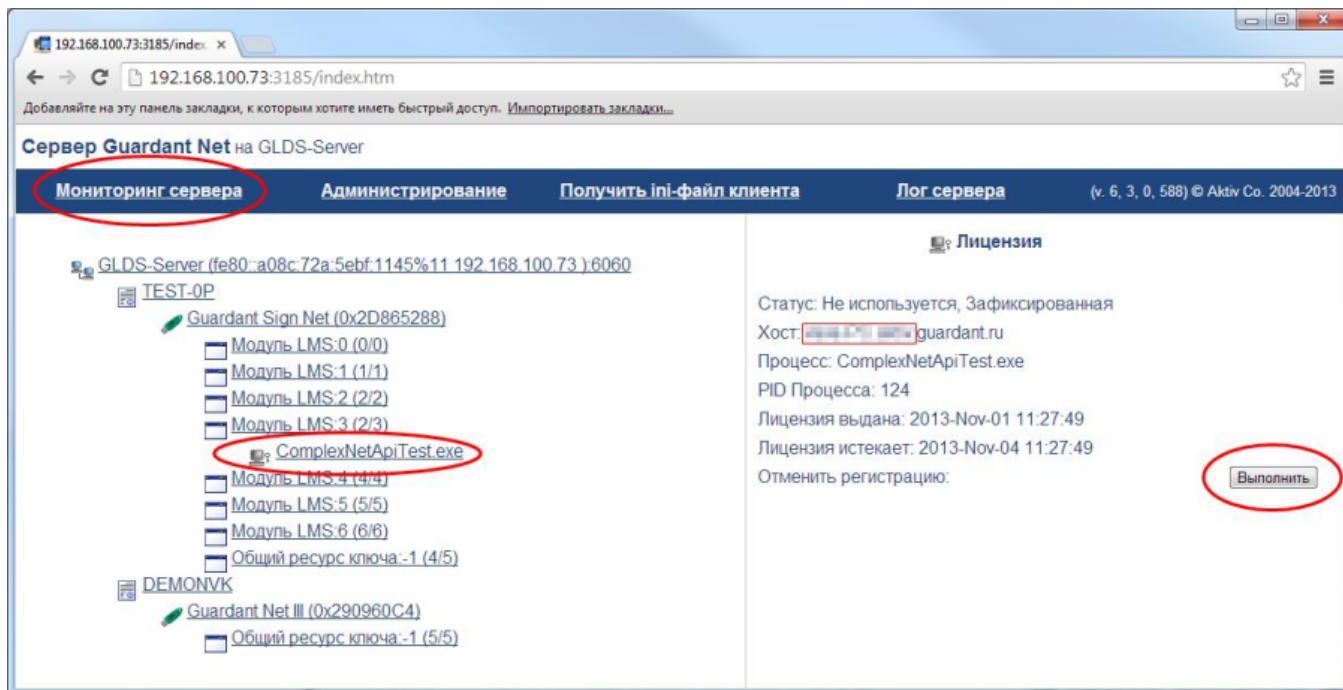 192.168.100.73:3185/index
192.168.100.73:3185/index.htm
Добавляйте на эту панель закладки, к которым хотите иметь быстрый доступ. Импортировать закладки...
Сервер Guardant Net на GLDS-Server
Мониторинг сервера Администрирование Получить ini-файл клиента Лог сервера (v. 6, 3, 0, 588) © Aktiv Co. 2004-2013
GLDS-Server (fe80::a08c:72a:5ebf:1145%11 192.168.100.73 ):6060
TEST-0P
Guardant Sign Net (0x2D865288)
Модуль LMS:0 (0/0)
Модуль LMS:1 (1/1)
Модуль LMS:2 (2/2)
Модуль LMS:3 (2/3)
ComplexNetApiTest.exe
Модуль LMS:4 (4/4)
Модуль LMS:5 (5/5)
Модуль LMS:6 (6/6)
Общий ресурс ключа:-1 (4/5)
DEMONVK
Guardant Net III (0x290960C4)
Общий ресурс ключа:-1 (5/5)
Лицензия
Статус: Не используется, Зафиксированная
Хост: guardant.ru
Процесс: ComplexNetApiTest.exe
PID Процесса: 124
Лицензия выдана: 2013-Nov-01 11:27:49
Лицензия истекает: 2013-Nov-04 11:27:49
Отменить регистрацию: Выполнить